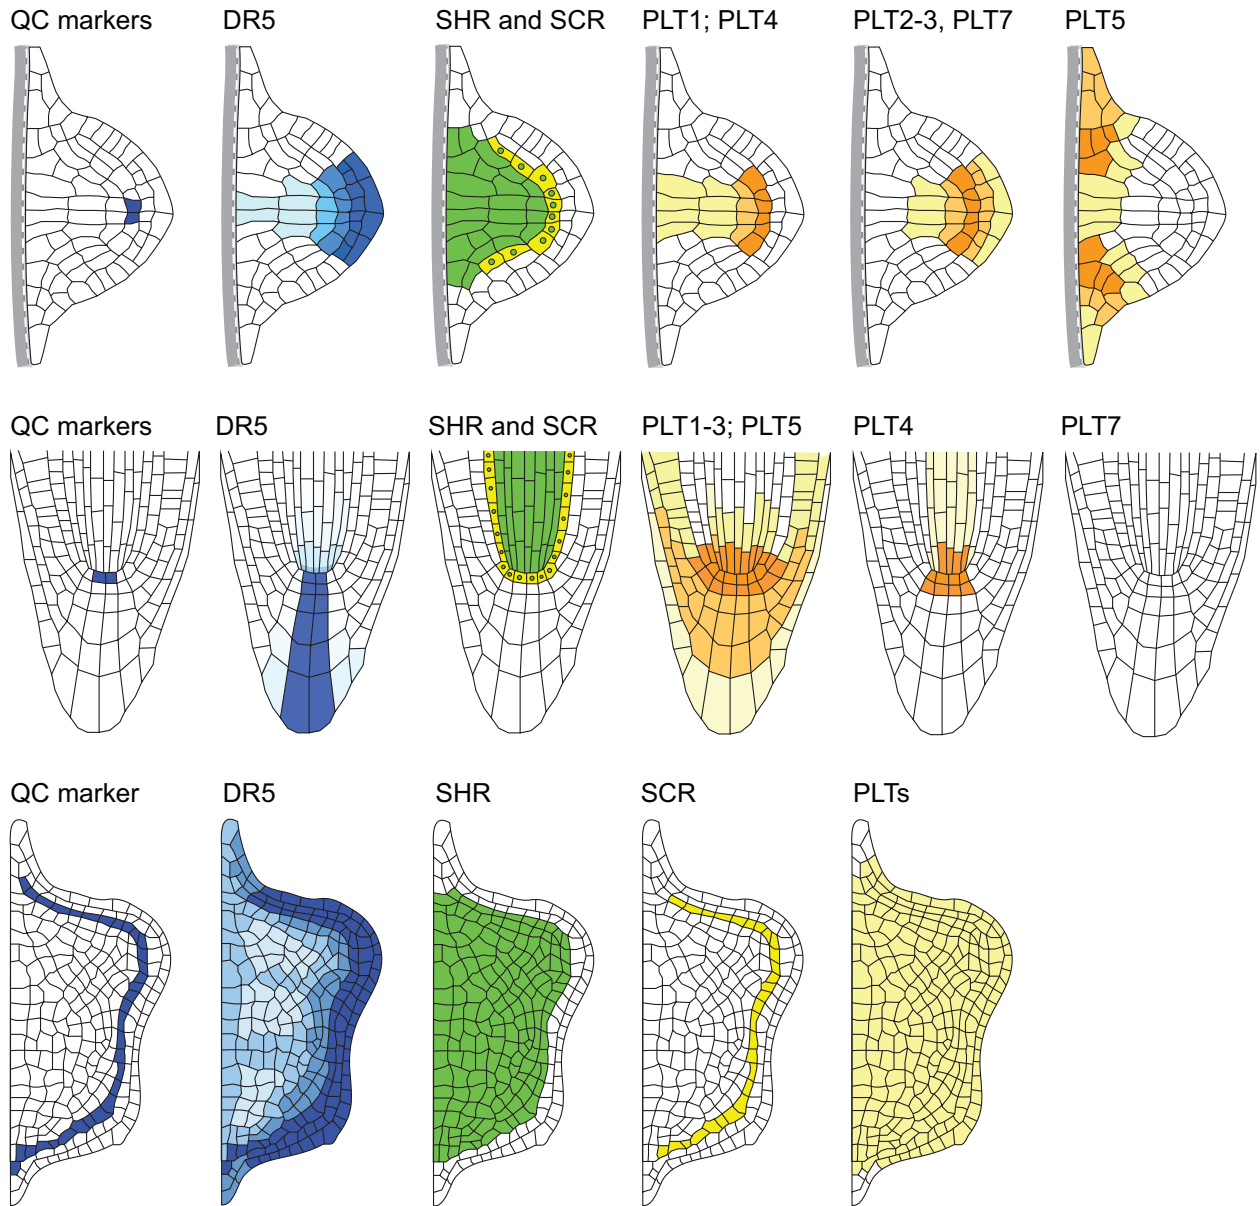 QC markers
DR5
SHR and SCR
PLT1; PLT4
PLT2-3, PLT7
PLT5
QC markers
DR5
SHR and SCR
PLT1-3; PLT5
PLT4
PLT7
QC marker
DR5
SHR
SCR
PLTs